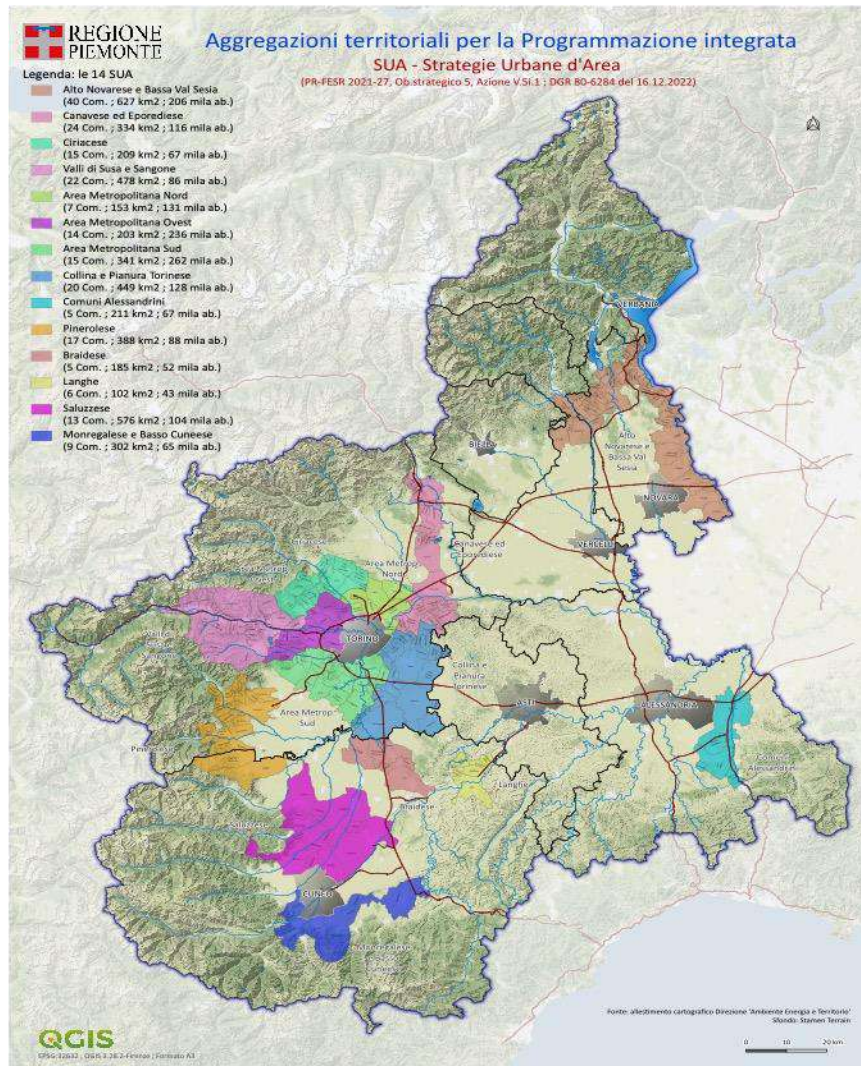 REGIONE
PIEMONTE
Aggregazioni territoriali per la Programmazione integrata
SUA - Strategie Urbane d'Area
(PR-FESR 2021-27, Ob.strategico 5, Azione V.5i.1 ; DGR 80-6284 del 16.12.2022)
Legenda: le 14 SUA
Alto Novarese e Bassa Val Sesia
(40 Com. ; 627 km2 ; 206 mila ab.)
Canavese ed Eporediese
(24 Com. ; 334 km2 ; 116 mila ab.)
Ciriacese
(15 Com. ; 209 km2 ; 67 mila ab.)
Valli di Susa e Sangone
(22 Com. ; 478 km2 ; 86 mila ab.)
Area Metropolitana Nord
(7 Com. ; 153 km2 ; 131 mila ab.)
Area Metropolitana Ovest
(14 Com. ; 203 km2 ; 236 mila ab.)
Area Metropolitana Sud
(15 Com. ; 341 km2 ; 262 mila ab.)
Collina e Pianura Torinese
(20 Com. ; 449 km2 ; 128 mila ab.)
Comuni Alessandrini
(5 Com. ; 211 km2 ; 67 mila ab.)
Pinerolese
(17 Com. ; 388 km2 ; 88 mila ab.)
Braidese
(5 Com. ; 185 km2 ; 52 mila ab.)
Langhe
(6 Com. ; 102 km2 ; 43 mila ab.)
Saluzzese
(13 Com. ; 576 km2 ; 104 mila ab.)
Monregalese e Basso Cuneese
(9 Com. ; 302 km2 ; 65 mila ab.)
VERBANIA
BIELLA
Alto
Novarese e
Bassa Val
Sesia
NOVARA
VERCELLI
Canavese ed
Eporediese
Ciriacese
Area Metrop
Nord
TORINO
Collina e
Pianura
Torinese
ASTI
ALESSANDRIA
Comuni
Alessandrini
Area Metrop
Sud
Pinerolese
Langhe
Braidese
Saluzzese
CUNEO
Monregalese
Fonte: allestimento cartografico Direzione 'Ambiente Energia e Territorio'
Sfondo: Stamen Terrain
QGIS
EPSG 32632 ; QGIS 3.28.2-Firenze ; Formato A3
0 10 20 km